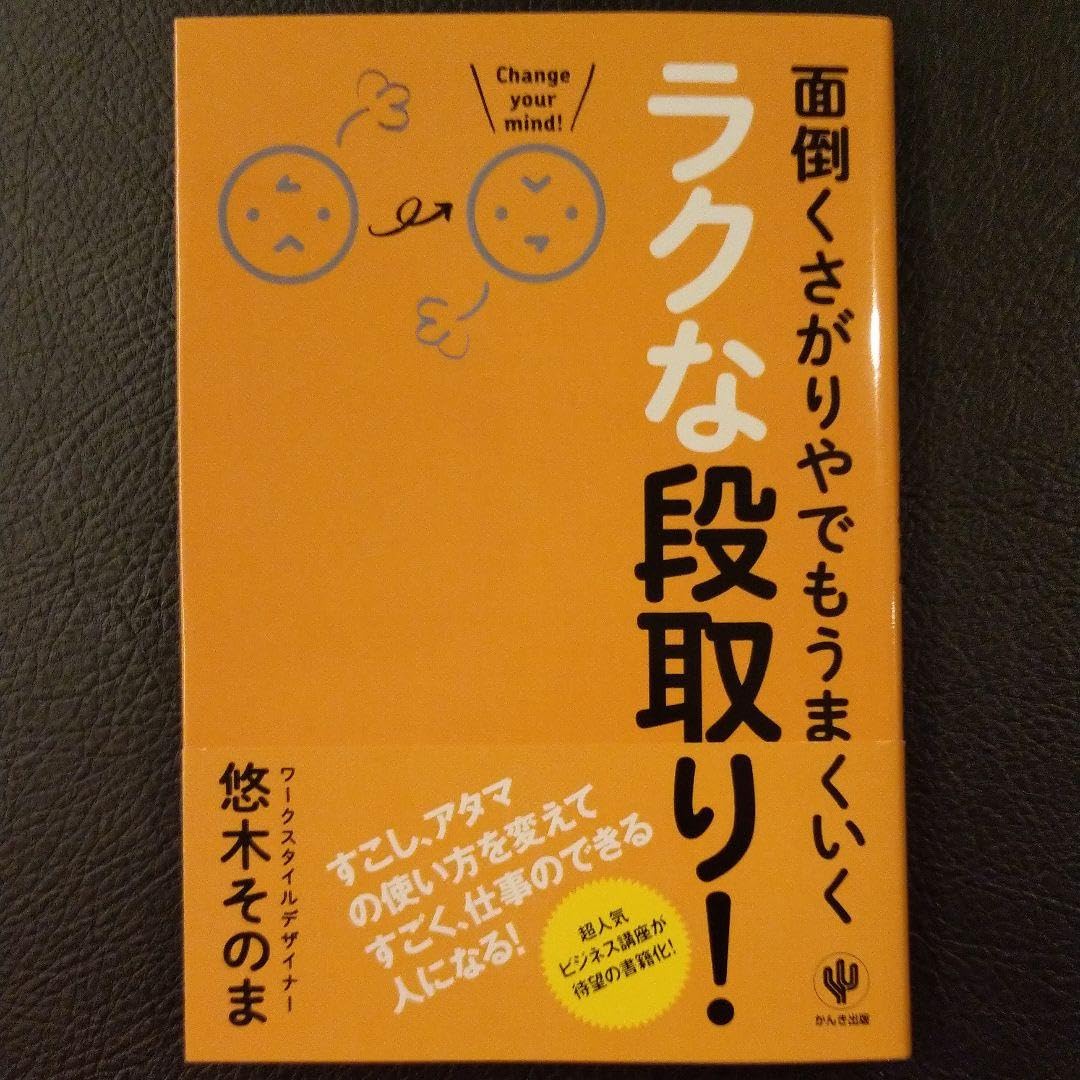 面倒くさがりやでもうまくいく
ラクな段取り!
Change
your
mind!
ワークスタイルデザイナー
悠木そのま
すこし、アタマ
の使い方を変えて
すごく、仕事のできる
人になる!
超人気
ビジネス講座が
待望の書籍化!
かんき出版